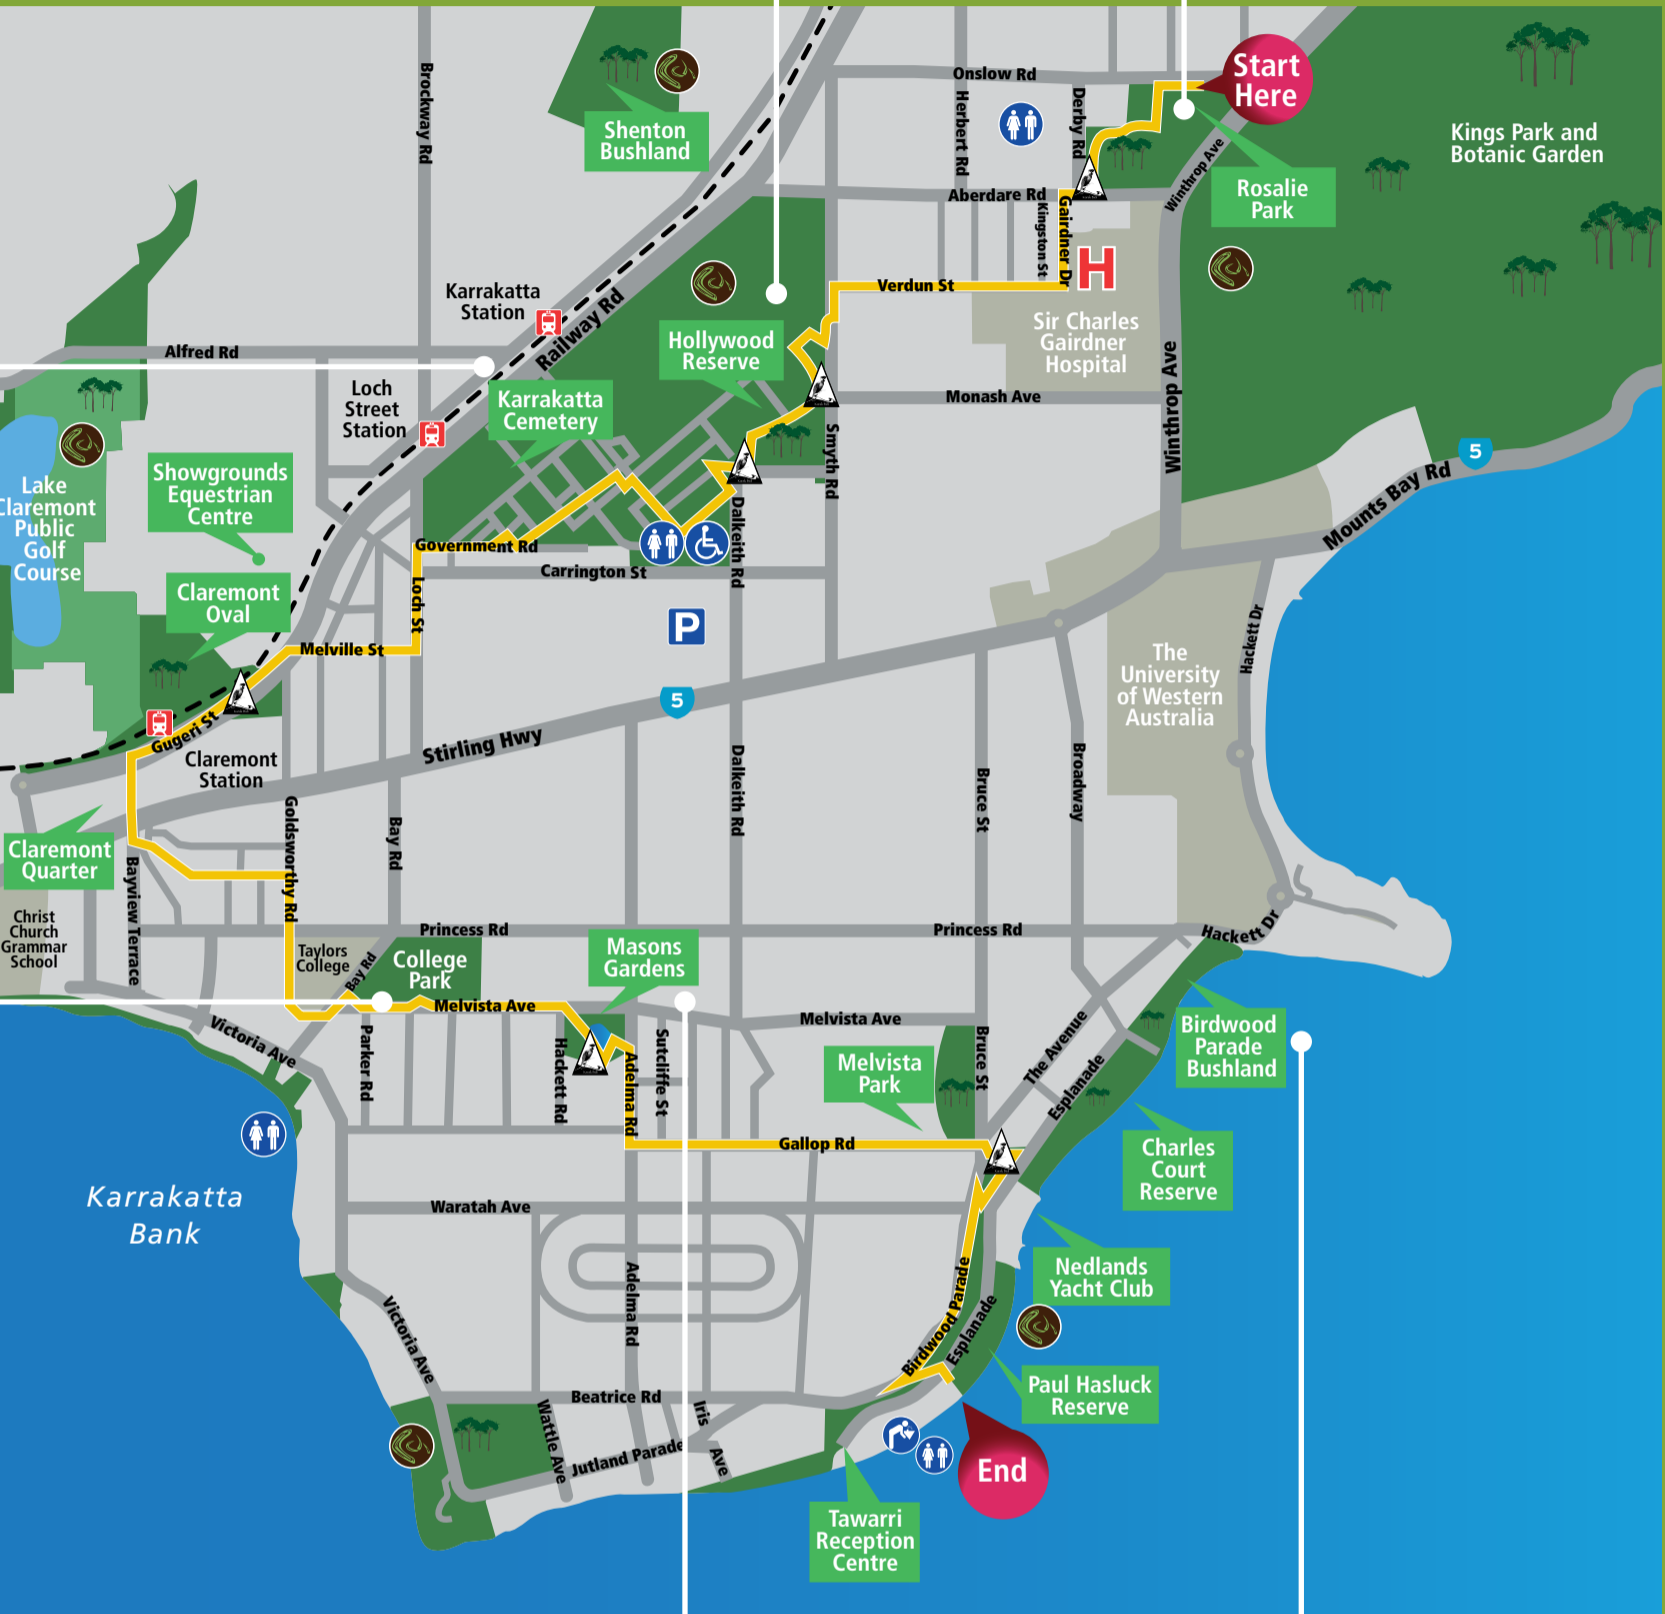 Start
Here
Onslow Rd
Brockway Rd
Herbert Rd
Derby Rd
Shenton
Bushland
Kings Park and
Botanic Garden
Winthrop Ave
Rosalie
Park
Aberdare Rd
Kingston St
Gairdner Dr
H
Verdun St
Karrakatta
Station
Railway Rd
Sir Charles
Gairdner
Hospital
Hollywood
Reserve
Alfred Rd
Loch
Street
Station
Karrakatta
Cemetery
Monash Ave
Winthrop Ave
Smyth Rd
5
Mounts Bay Rd
Lake
Claremont
Public
Golf
Course
Showgrounds
Equestrian
Centre
Government Rd
Dalkeith Rd
Carrington St
Claremont
Oval
Loch St
P
Melville St
Hackett Dr
The
University
of Western
Australia
5
Gugeri St
Claremont
Station
Stirling Hwy
Dalkeith Rd
Bruce St
Broadway
Goldsworthy Rd
Bay Rd
Claremont
Quarter
Bayview Terrace
Christ
Church
Grammar
School
Princess Rd
Princess Rd
Hackett Dr
Taylors
College
Bay Rd
College
Park
Masons
Gardens
Melvista Ave
Melvista Ave
Victoria Ave
Parker Rd
Hackett Rd
Adelma Rd
Sutcliffe St
Melvista
Park
Bruce St
The Avenue
Esplanade
Birdwood
Parade
Bushland
Gallop Rd
Charles
Court
Reserve
Karrakatta
Bank
Waratah Ave
Nedlands
Yacht Club
Adelma Rd
Birdwood Parade
Esplanade
Victoria Ave
Paul Hasluck
Reserve
Beatrice Rd
Wattle Ave
Iris
Ave
Jutland Parade
End
Tawarri
Reception
Centre